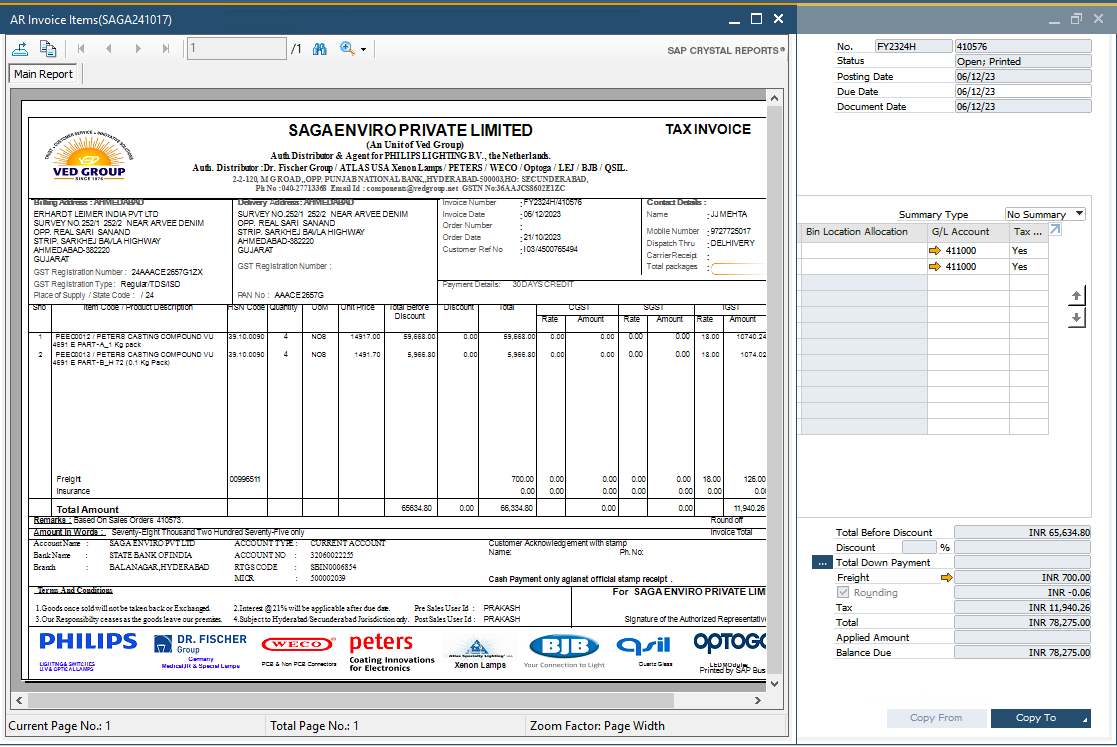 AR Invoice Items(SAGA241017)
1
/1
SAP CRYSTAL REPORTS®
Main Report
TRUST • CUSTOMER SERVICE • INNOVATIVE SOLUTIONS
VED
VED GROUP
SINCE 1976
SAGA ENVIRO PRIVATE LIMITED
TAX INVOICE
(An Unit of Ved Group)
Auth.Distributor & Agent for PHILIPS LIGHTING B.V., the Netherlands.
Auth. Distributor :Dr. Fischer Group / ATLAS USA Xenon Lamps / PETERS / WECO / Optoga / LEJ / BJB / QSIL.
2-2-120, M G ROAD,,OPP. PUNJAB NATIONAL BANK,,HYDERABAD-500003,HO: SECUNDERABAD,
Ph No :040-27713368 Email Id : components@vedgroup.net GSTN No:36AAJCS8602E1ZC
Billing Address : AHMEDABAD
ERHARDT LEIMER INDIA PVT LTD
SURVEY NO.252/1 252/2 NEAR ARVEE DENIM
OPP. REAL SARI SANAND
STRIP. SARKHEJ BAVLA HIGHWAY
AHMEDABAD-382220
GUJARAT
GST Registration Number : 24AAACE2657G1ZX
GST Registration Type : Regular/TDS/ISD
Place of Supply / State Code : / 24
Delivery Address : AHMEDABAD
SURVEY NO.252/1 252/2 NEAR ARVEE DENIM
OPP. REAL SARI SANAND
STRIP. SARKHEJ BAVLA HIGHWAY
AHMEDABAD-382220
GUJARAT
GST Registration Number :
PAN No : AAACE2657G
Invoice Number : FY2324H/410576
Invoice Date : 06/12/2023
Order Number :
Order Date : 21/10/2023
Customer Ref No : I03/4500765494
Payment Details: 30DAYS CREDIT
Contact Details :
Name : JJ MEHTA
Mobile Number : 9727725017
Dispatch Thru : DELHIVERY
Carrier Receipt :
Total packages :
Sno Item Code / Product Description HSN Code Quantity UoM Unit Price Total Before Discount Discount Total CGST SGST IGST
Rate Amount Rate Amount Rate Amount
1 PEEC0012 / PETERS CASTING COMPOUND VU 39.10.0090 4 NOS 14917.00 59,668.00 0.00 59,668.00 0.00 0.00 0.00 0.00 18.00 10740.24
4691 E PART-A_1 Kg pack
2 PEEC0013 / PETERS CASTING COMPOUND VU 39.10.0090 4 NOS 1491.70 5,966.80 0.00 5,966.80 0.00 0.00 0.00 0.00 18.00 1074.02
4691 E PART-B_H 72 (0.1 Kg Pack)
Freight 00996511 700.00 0.00 0.00 0.00 0.00 18.00 126.00
Insurance 0.00 0.00 0.00 0.00 0.00 0.00 0.00
Total Amount 65634.80 0.00 66,334.80 0.00 0.00 11,940.26
Remarks : Based On Sales Orders 410573.
Round off
Amount in Words : Seventy-Eight Thousand Two Hundred Seventy-Five only
Invoice Total
Account Name : SAGA ENVIRO PVT LTD ACCOUNT TYPE : CURRENT ACCOUNT
Bank Name : STATE BANK OF INDIA ACCOUNT NO : 32060022255
Branch : BALANAGAR,HYDERABAD RTGS CODE : SBIN0006854
MICR : 500002039
Customer Acknowledgement with stamp
Name: Ph. No:
Cash Payment only against official stamp receipt .
Terms And Conditions
For SAGA ENVIRO PRIVATE LIM
1.Goods once sold will not be taken back or Exchanged. 2.Interest @21% will be applicable after due date. Pre Sales User Id : PRAKASH
3.Our Responsibilty ceases as the goods leave our premises. 4.Subject to Hyderabad/Secunderabad Jurisdiction only. Post Sales User Id : PRAKASH
Signature of the Authorized Representative
PHILIPS
LIGHTING & SWITCHES
U.V & OPTICAL LAMPS
DR. FISCHER
Group
Germany
Medical,IR & Special Lamps
WECO
PCB & Non PCB Connectors
peters
Coating Innovations
for Electronics
Atlas Specialty Lighting
Xenon Lamps
BJB
Your Connection to Light
Qsil
Quartz Glass
OPTOGA
LED Modules
Printed by SAP Bus
Current Page No.: 1
Total Page No.: 1
Zoom Factor: Page Width
No. FY2324H 410576
Status Open; Printed
Posting Date 06/12/23
Due Date 06/12/23
Document Date 06/12/23
Summary Type No Summary
Bin Location Allocation G/L Account Tax ...
411000 Yes
411000 Yes
Total Before Discount INR 65,634.80
Discount %
... Total Down Payment
Freight INR 700.00
Rounding INR -0.06
Tax INR 11,940.26
Total INR 78,275.00
Applied Amount
Balance Due INR 78,275.00
Copy From
Copy To